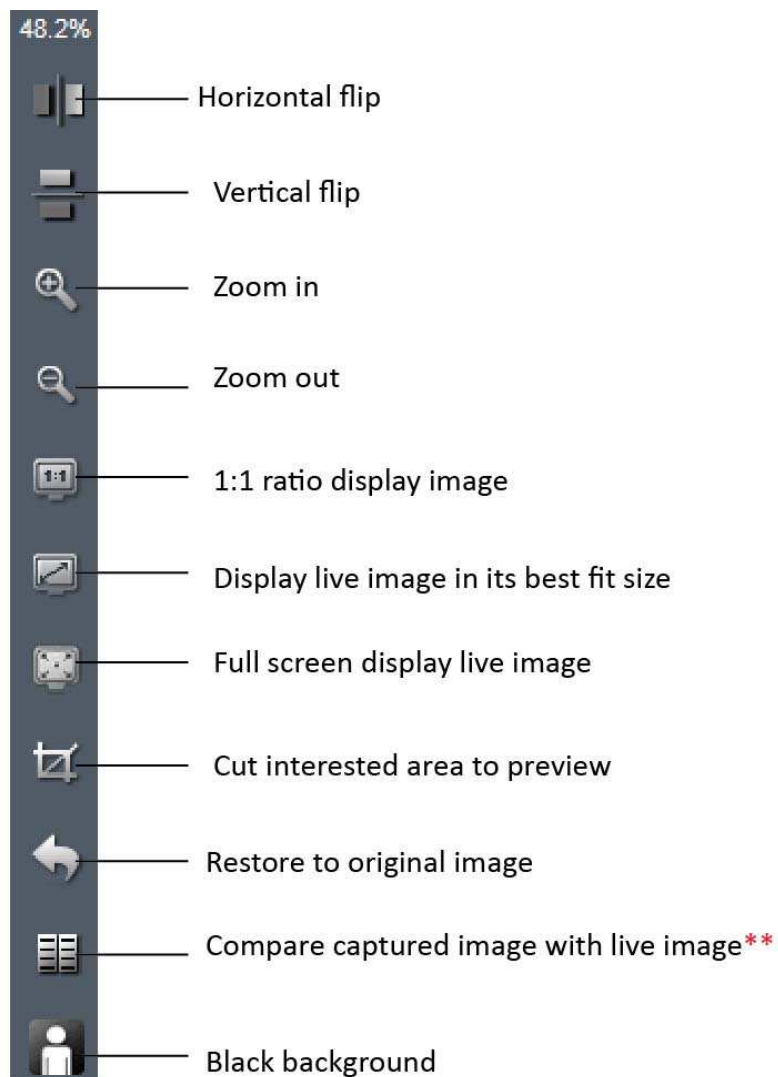 48.2%
Horizontal flip
Vertical flip
Zoom in
Zoom out
1:1
1:1 ratio display image
Display live image in its best fit size
Full screen display live image
Cut interested area to preview
Restore to original image
Compare captured image with live image**
Black background